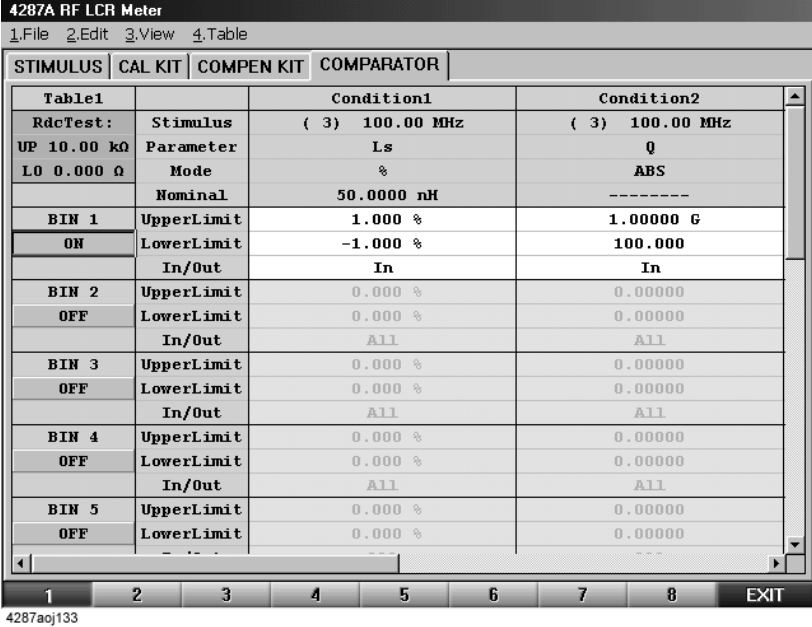 4287A RF LCR Meter
1.File 2.Edit 3.View 4.Table
STIMULUS CAL KIT COMPEN KIT COMPARATOR
Table1 Condition1 Condition2
RdcTest: Stimulus ( 3) 100.00 MHz ( 3) 100.00 MHz
UP 10.00 kΩ Parameter Ls Q
LO 0.000 Ω Mode % ABS
Nominal 50.0000 nH --------
BIN 1 UpperLimit 1.000 % 1.00000 G
ON LowerLimit -1.000 % 100.000
In/Out In In
BIN 2 UpperLimit 0.000 % 0.00000
OFF LowerLimit 0.000 % 0.00000
In/Out All All
BIN 3 UpperLimit 0.000 % 0.00000
OFF LowerLimit 0.000 % 0.00000
In/Out All All
BIN 4 UpperLimit 0.000 % 0.00000
OFF LowerLimit 0.000 % 0.00000
In/Out All All
BIN 5 UpperLimit 0.000 % 0.00000
OFF LowerLimit 0.000 % 0.00000
1 2 3 4 5 6 7 8 EXIT
4287aoj133